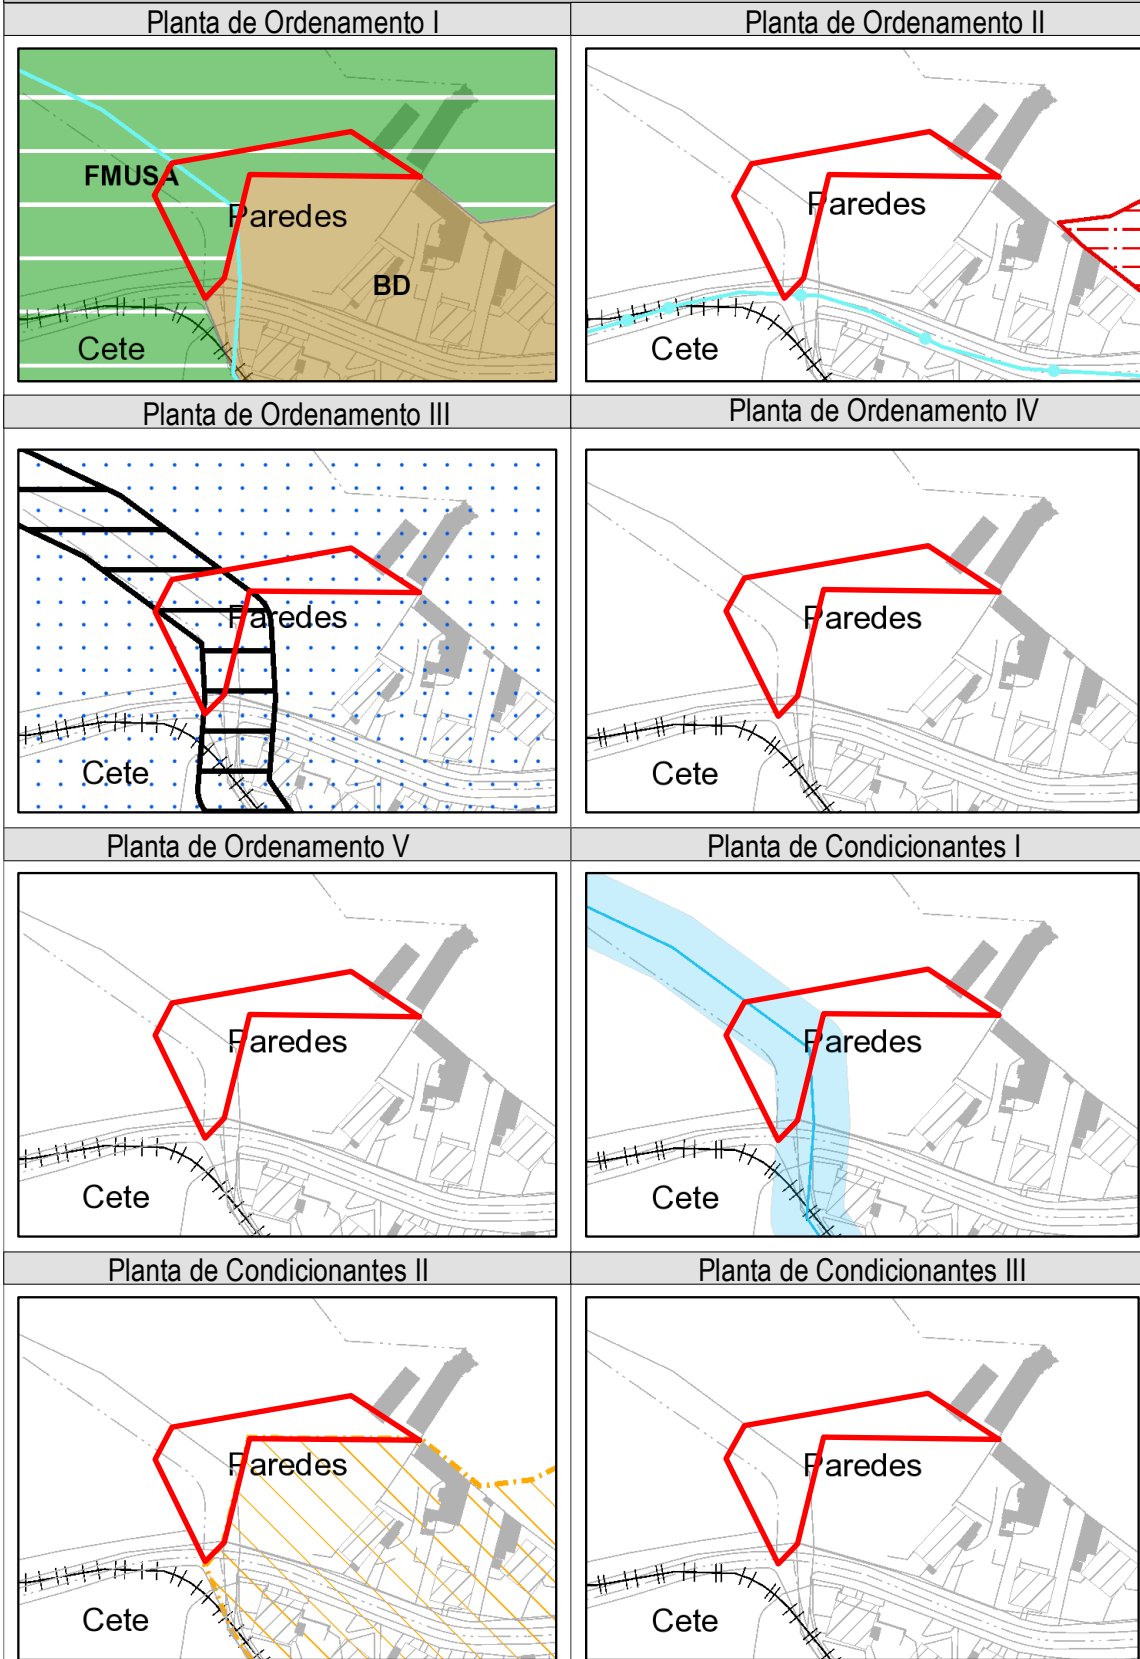 Planta de Ordenamento I
Planta de Ordenamento II
FMUSA
Paredes
BD
Cete
Paredes
Cete
Planta de Ordenamento III
Planta de Ordenamento IV
Paredes
Cete
Paredes
Cete
Planta de Ordenamento V
Planta de Condicionantes I
Paredes
Cete
Paredes
Cete
Planta de Condicionantes II
Planta de Condicionantes III
Paredes
Cete
Paredes
Cete